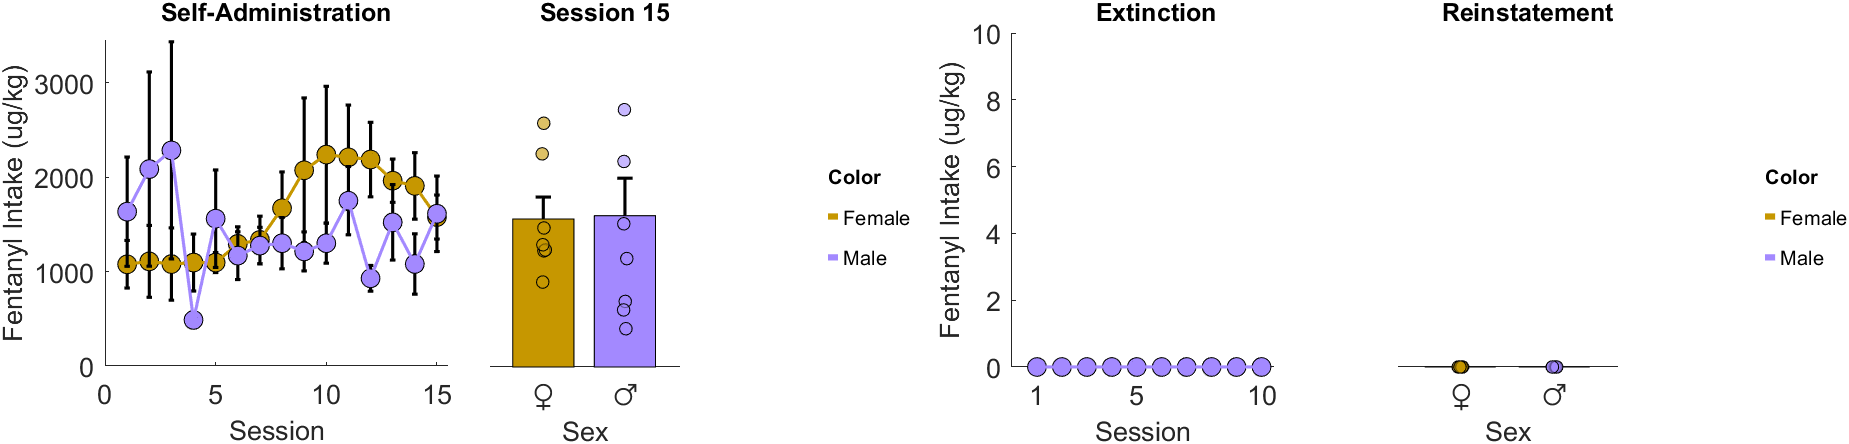 Self-Administration
Session 15
Fentanyl Intake (ug/kg)
3000
2000
1000
0
0
5
10
15
Session
♀
♂
Sex
Color
Female
Male
Extinction
Reinstatement
Fentanyl Intake (ug/kg)
10
8
6
4
2
0
1
5
10
Session
♀
♂
Sex
Color
Female
Male